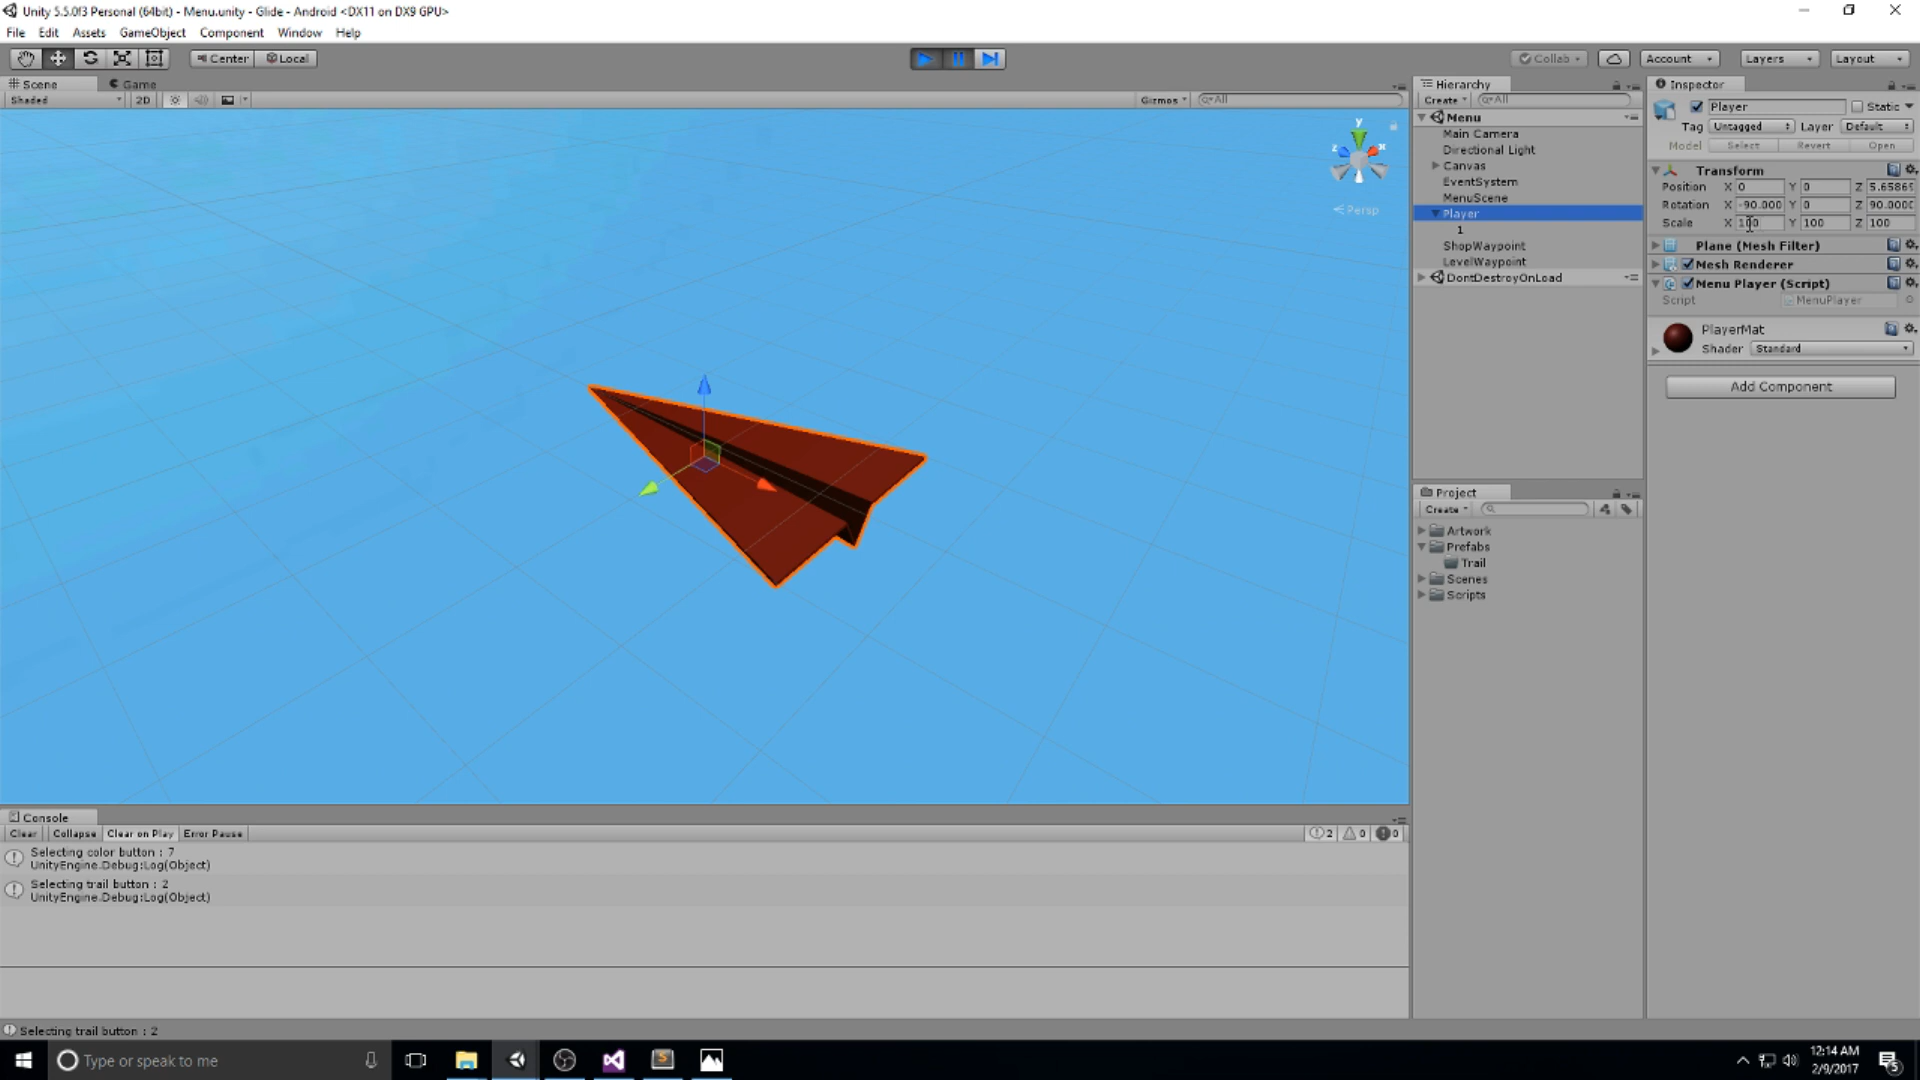 Unity 5.5.0f3 Personal (64bit) - Menu.unity - Glide - Android <DX11 on DX9 GPU>
File Edit Assets GameObject Component Window Help
Center Local Collab Account Layers Layout
Scene Game
Shaded 2D Gizmos All
y
z x
Persp
Hierarchy
Create All
Menu
Main Camera
Directional Light
Canvas
EventSystem
MenuScene
Player
1
ShopWaypoint
LevelWaypoint
DontDestroyOnLoad
Project
Create
Artwork
Prefabs
Trail
Scenes
Scripts
Inspector
Player Static
Tag Untagged Layer Default
Model Select Revert Open
Transform
Position X 0 Y 0 Z 5.6586
Rotation X -90.000 Y 0 Z 90.000
Scale X 100 Y 100 Z 100
Plane (Mesh Filter)
Mesh Renderer
Menu Player (Script)
Script MenuPlayer
PlayerMat
Shader Standard
Add Component
Console
Clear Collapse Clear on Play Error Pause 2 0 0
Selecting color button : 7
UnityEngine.Debug:Log(Object)
Selecting trail button : 2
UnityEngine.Debug:Log(Object)
Selecting trail button : 2
Type or speak to me
12:14 AM
2/9/2017
5